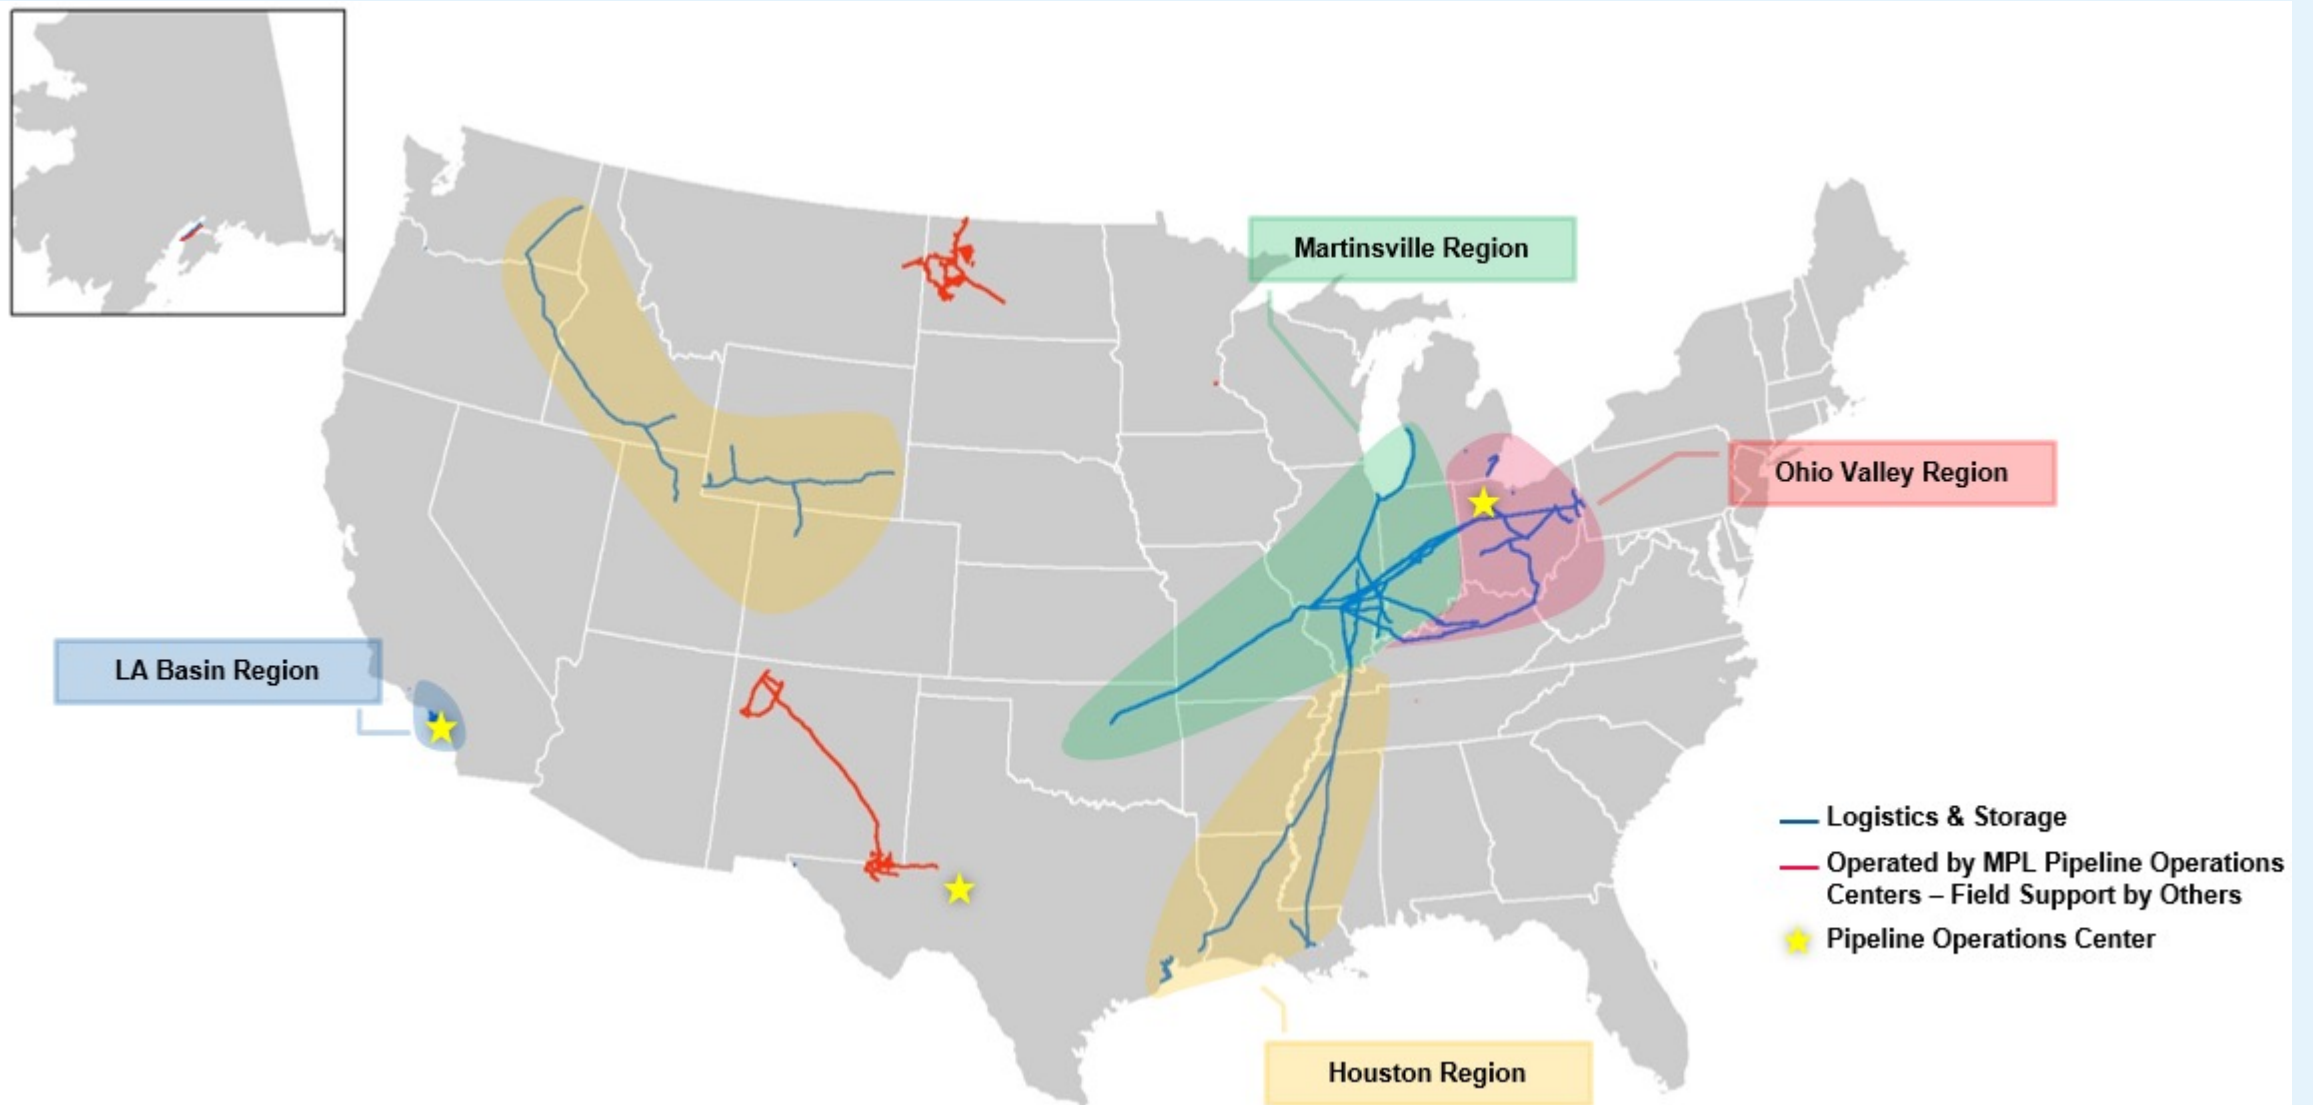 Martinsville Region
Ohio Valley Region
LA Basin Region
Logistics & Storage
Operated by MPL Pipeline Operations
Centers – Field Support by Others
Pipeline Operations Center
Houston Region